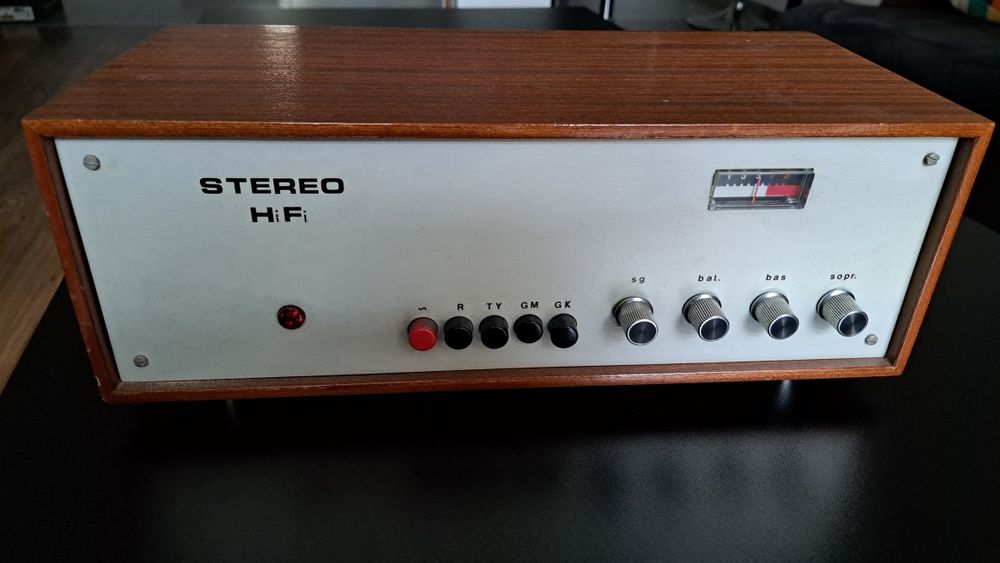 STEREO
HiFi
~ R TY GM GK
sg bal. bas sopr.